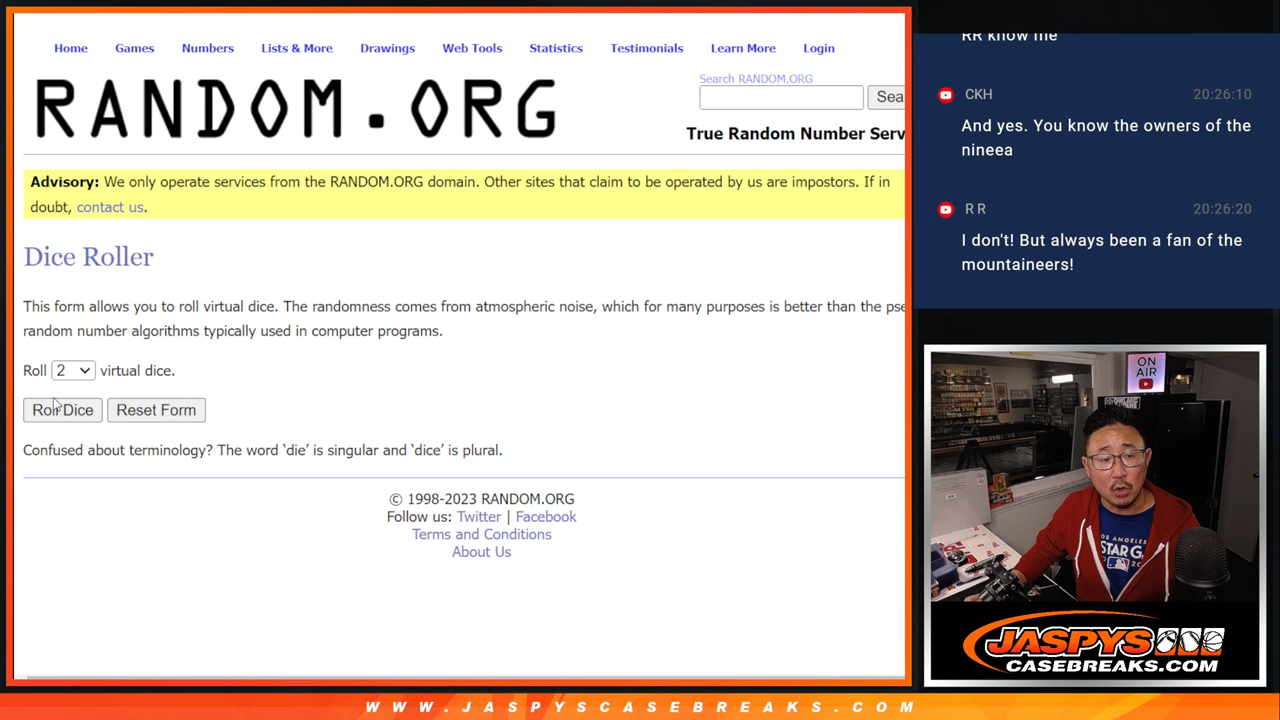 Home Games Numbers Lists & More Drawings Web Tools Statistics Testimonials Learn More Login
RANDOM.ORG
Search RANDOM.ORG
Sea
True Random Number Serv
Advisory: We only operate services from the RANDOM.ORG domain. Other sites that claim to be operated by us are impostors. If in
doubt, contact us.
Dice Roller
This form allows you to roll virtual dice. The randomness comes from atmospheric noise, which for many purposes is better than the pse
random number algorithms typically used in computer programs.
Roll 2 virtual dice.
Roll Dice Reset Form
Confused about terminology? The word ‘die’ is singular and ‘dice’ is plural.
© 1998-2023 RANDOM.ORG
Follow us: Twitter | Facebook
Terms and Conditions
About Us
RR know me
CKH 20:26:10
And yes. You know the owners of the
nineea
R R 20:26:20
I don't! But always been a fan of the
mountaineers!
ON
AIR
LOS ANGELES
STAR G
JASPYS
CASEBREAKS.COM
WWW.JASPYSCASEBREAKS.COM